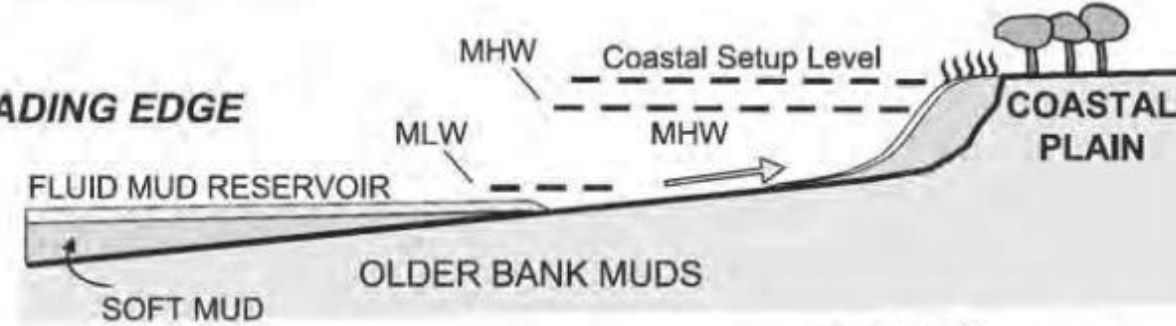 MHW
Coastal Setup Level
ADING EDGE
MLW
MHW
COASTAL
PLAIN
FLUID MUD RESERVOIR
OLDER BANK MUDS
SOFT MUD